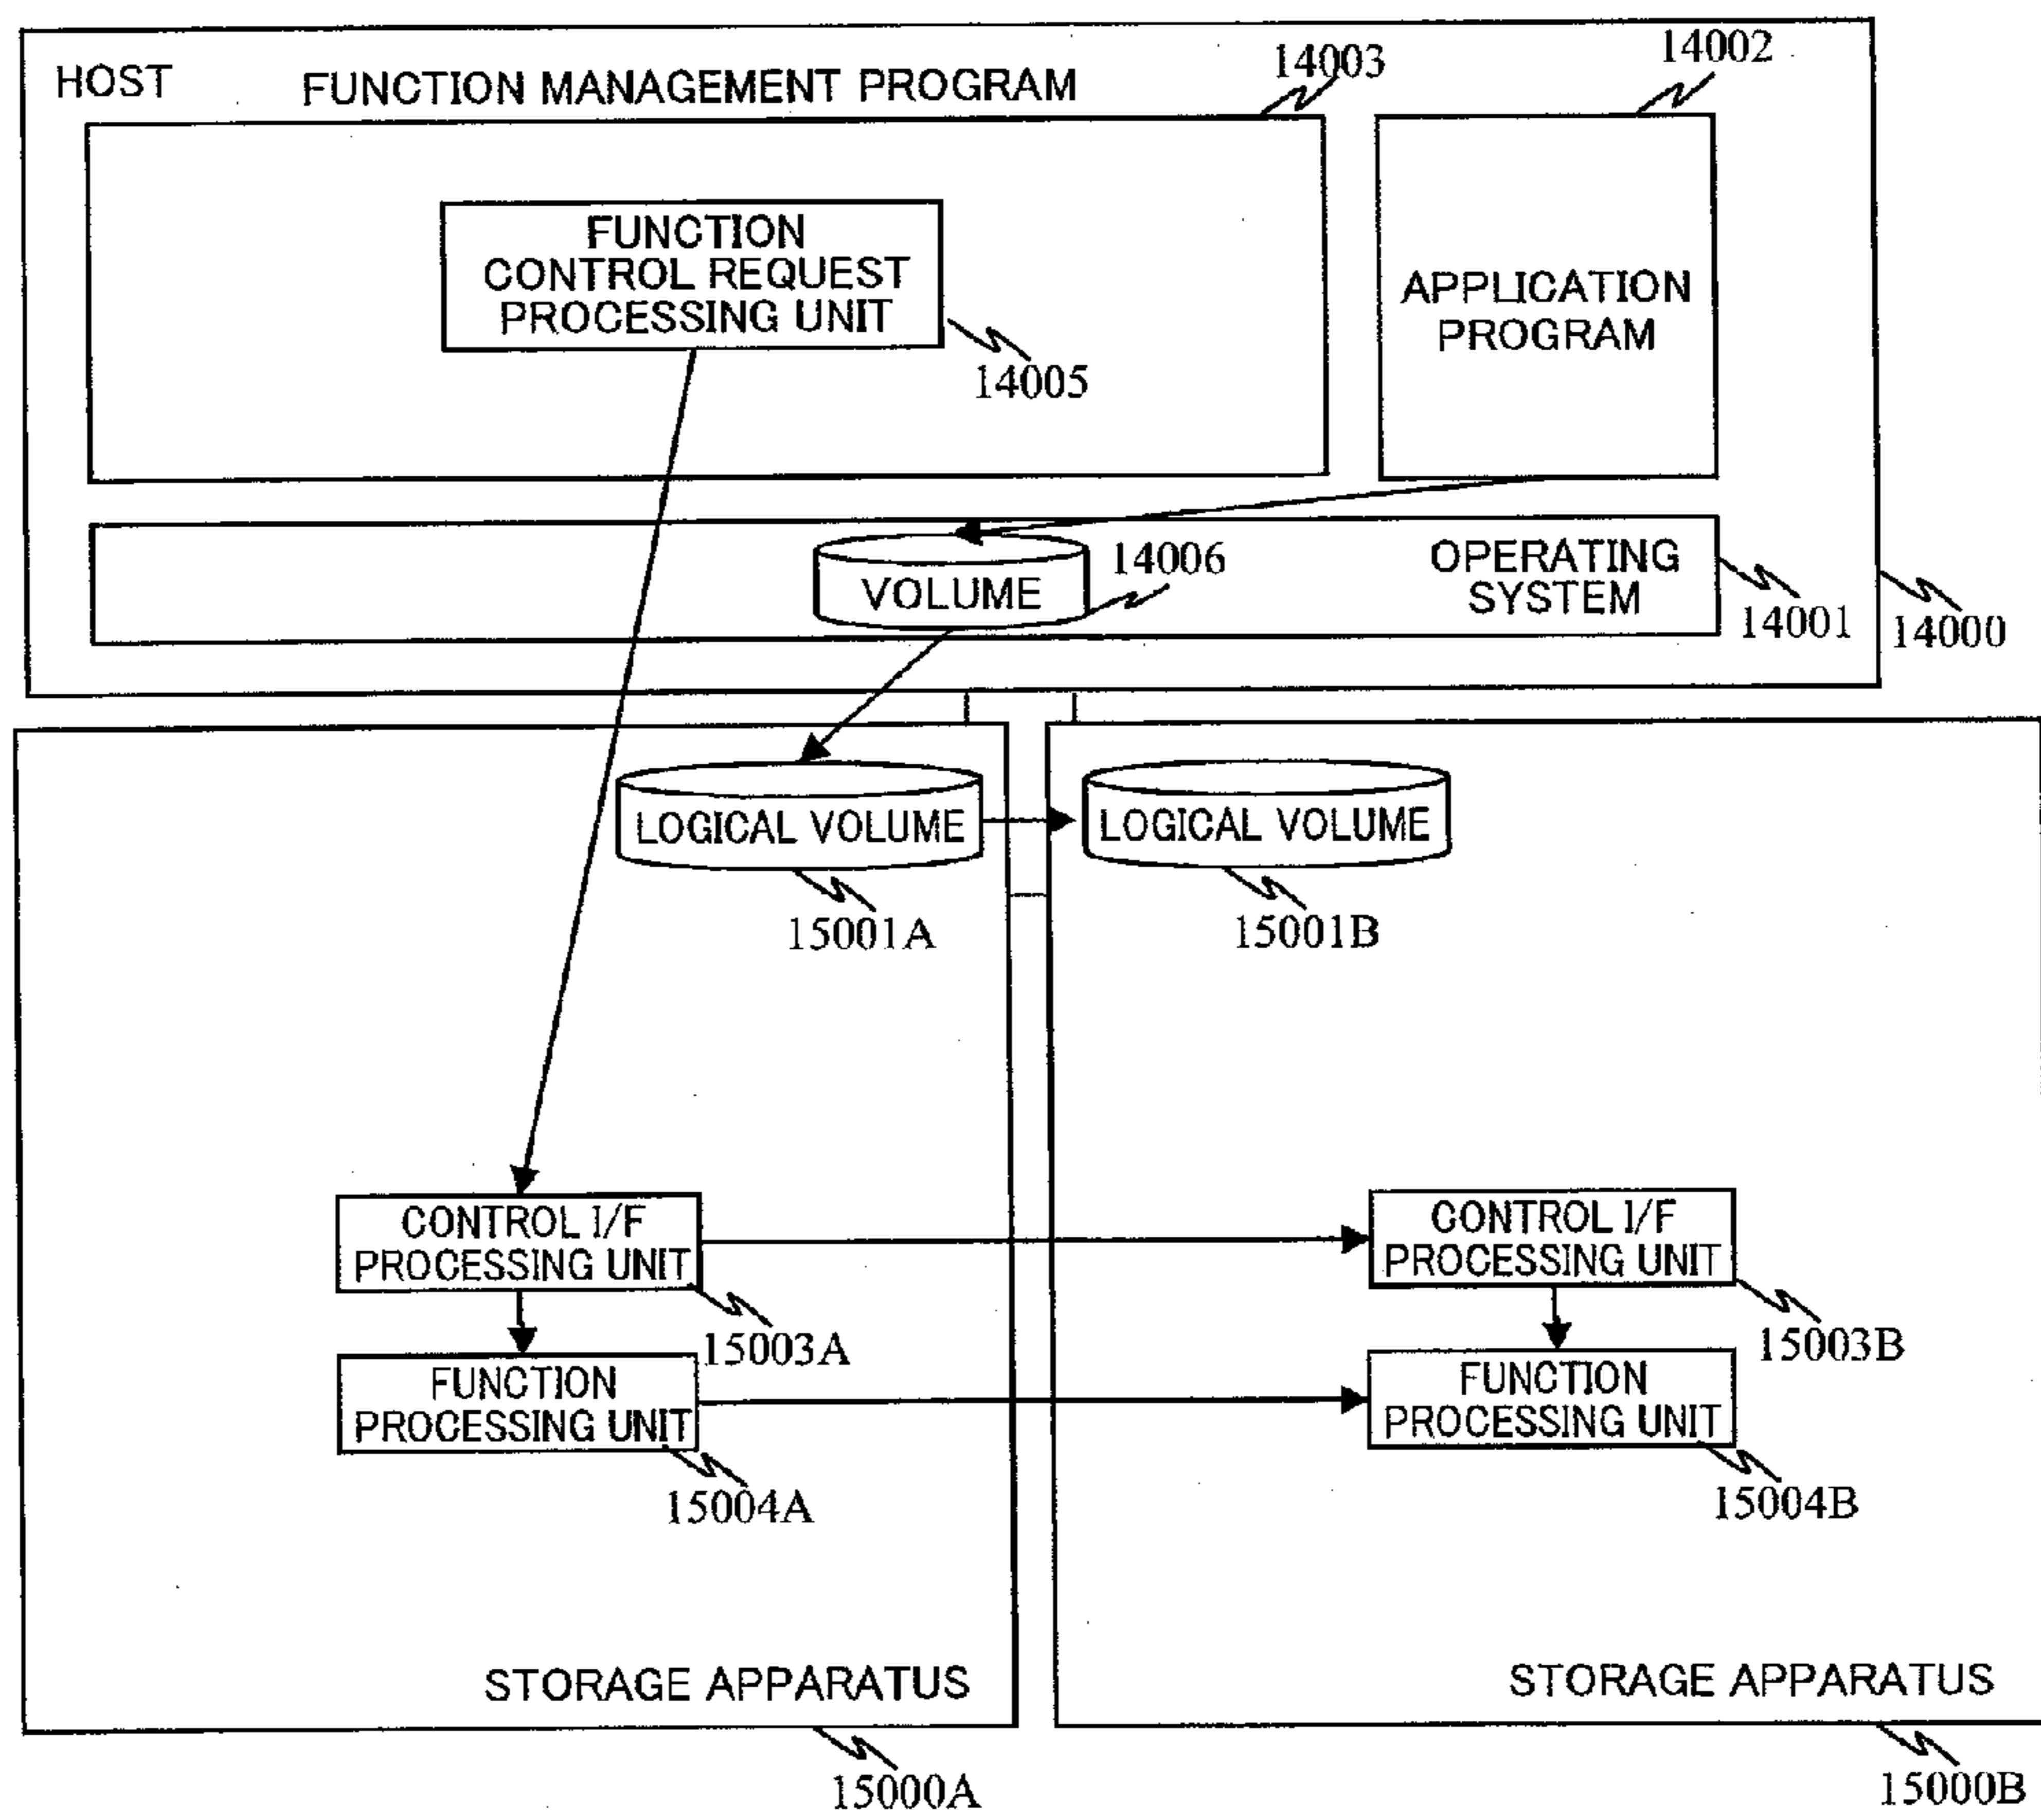 HOST
FUNCTION MANAGEMENT PROGRAM
14003
14002
FUNCTION
CONTROL REQUEST
PROCESSING UNIT
14005
APPLICATION
PROGRAM
VOLUME
14006
OPERATING
SYSTEM
14001
14000
LOGICAL VOLUME
15001A
LOGICAL VOLUME
15001B
CONTROL I/F
PROCESSING UNIT
15003A
CONTROL I/F
PROCESSING UNIT
15003B
FUNCTION
PROCESSING UNIT
15004A
FUNCTION
PROCESSING UNIT
15004B
STORAGE APPARATUS
15000A
STORAGE APPARATUS
15000B